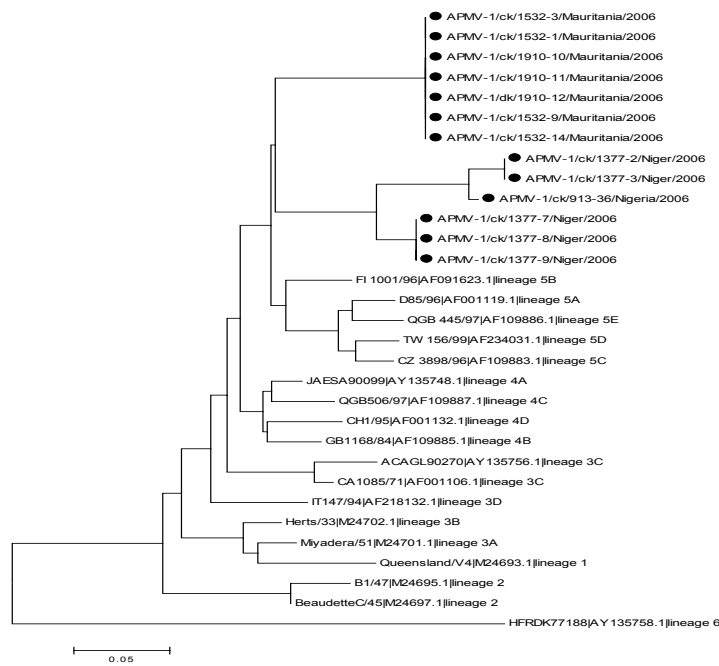 APMV-1/ck/1532-3/Mauritania/2006
APMV-1/ck/1532-1/Mauritania/2006
APMV-1/ck/1910-10/Mauritania/2006
APMV-1/ck/1910-11/Mauritania/2006
APMV-1/dk/1910-12/Mauritania/2006
APMV-1/ck/1532-9/Mauritania/2006
APMV-1/ck/1532-14/Mauritania/2006
APMV-1/ck/1377-2/Niger/2006
APMV-1/ck/1377-3/Niger/2006
APMV-1/ck/913-36/Nigeria/2006
APMV-1/ck/1377-7/Niger/2006
APMV-1/ck/1377-8/Niger/2006
APMV-1/ck/1377-9/Niger/2006
FI 1001/96|AF091623.1|lineage 5B
D85/96|AF001119.1|lineage 5A
QGB 445/97|AF109886.1|lineage 5E
TW 156/99|AF234031.1|lineage 5D
CZ 3898/96|AF109883.1|lineage 5C
JAESA90099|AY135748.1|lineage 4A
QGB506/97|AF109887.1|lineage 4C
CH1/95|AF001132.1|lineage 4D
GB1168/84|AF109885.1|lineage 4B
ACAGL90270|AY135756.1|lineage 3C
CA1085/71|AF001106.1|lineage 3C
IT147/94|AF218132.1|lineage 3D
Herts/33|M24702.1|lineage 3B
Miyadera/51|M24701.1|lineage 3A
Queensland/V4|M24693.1|lineage 1
B1/47|M24695.1|lineage 2
BeaudetteC/45|M24697.1|lineage 2
HFRDK77188|AY135758.1|lineage 6
0.05